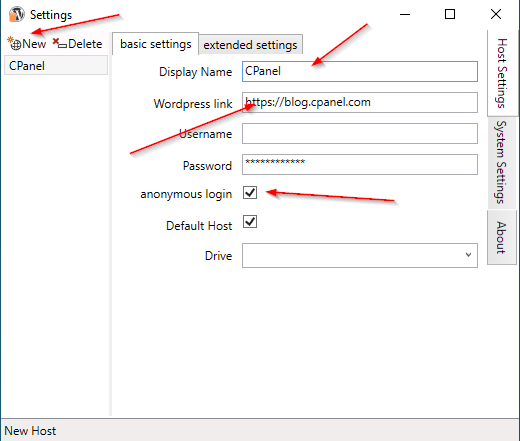 Settings
New Delete
CPanel
basic settings extended settings
Display Name CPanel
Wordpress link https://blog.cpanel.com
Username
Password ************
anonymous login
Default Host
Drive
Host Settings
System Settings
About
New Host